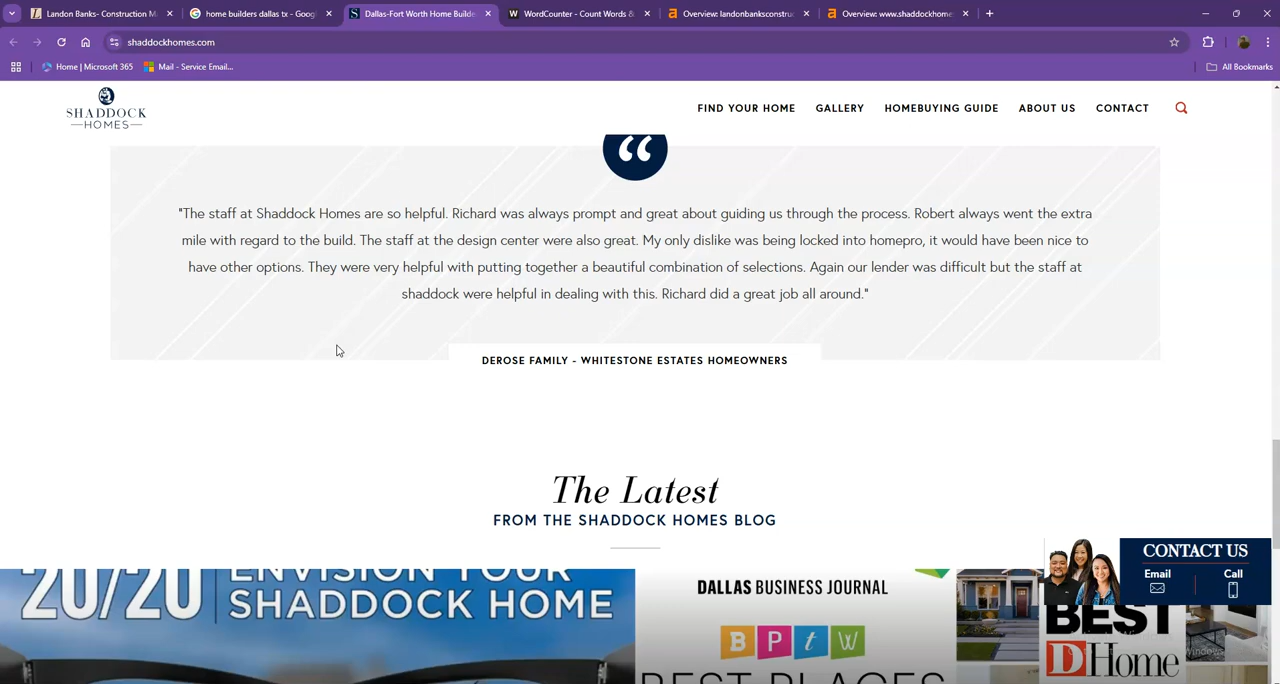 Landon Banks- Construction M
home builders dallas tx - Goog
Dallas-Fort Worth Home Builde
WordCounter - Count Words &
Overview: landonbanksconstruc
Overview: www.shaddockhome
shaddockhomes.com
Home | Microsoft 365
Mail - Service Email...
All Bookmarks
SHADDOCK
HOMES
FIND YOUR HOME
GALLERY
HOMEBUYING GUIDE
ABOUT US
CONTACT
"The staff at Shaddock Homes are so helpful. Richard was always prompt and great about guiding us through the process. Robert always went the extra
mile with regard to the build. The staff at the design center were also great. My only dislike was being locked into homepro, it would have been nice to
have other options. They were very helpful with putting together a beautiful combination of selections. Again our lender was difficult but the staff at
shaddock were helpful in dealing with this. Richard did a great job all around."
DEROSE FAMILY - WHITESTONE ESTATES HOMEOWNERS
The Latest
FROM THE SHADDOCK HOMES BLOG
20/20
ENVISION YOUR
SHADDOCK HOME
DALLAS BUSINESS JOURNAL
B P t W
BEST PLACES
CONTACT US
Email
Call
BEST
D Home